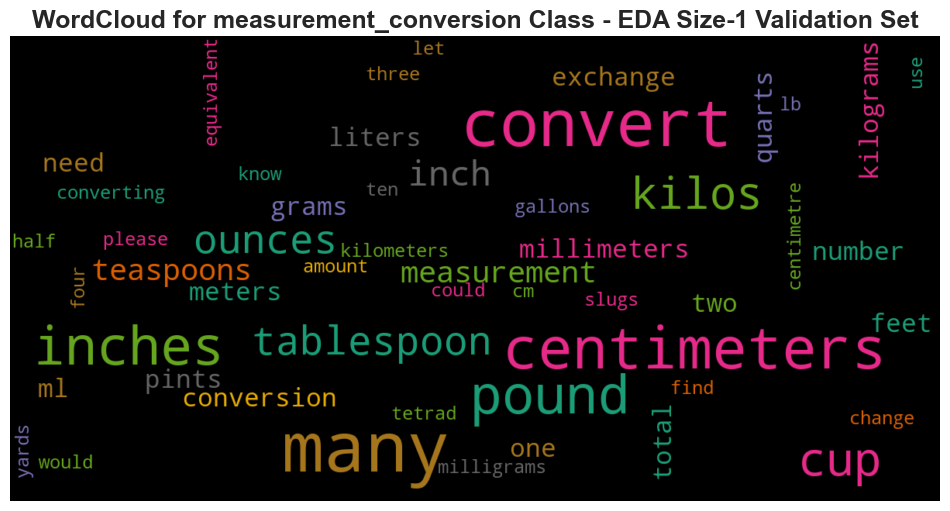 WordCloud for measurement_conversion Class - EDA Size-1 Validation Set
let
three
equivalent
exchange
kilograms
use
quarts
lb
convert
liters
need
know
inch
ten
converting
kilos
grams
gallons
centimetre
half
please
ounces
kilometers
millimeters
number
teaspoons
amount
measurement
four
meters
could
cm
slugs
two
feet
inches
tablespoon
centimeters
ml
pints
conversion
pound
find
tetrad
change
total
yards
would
many
milligrams
one
cup